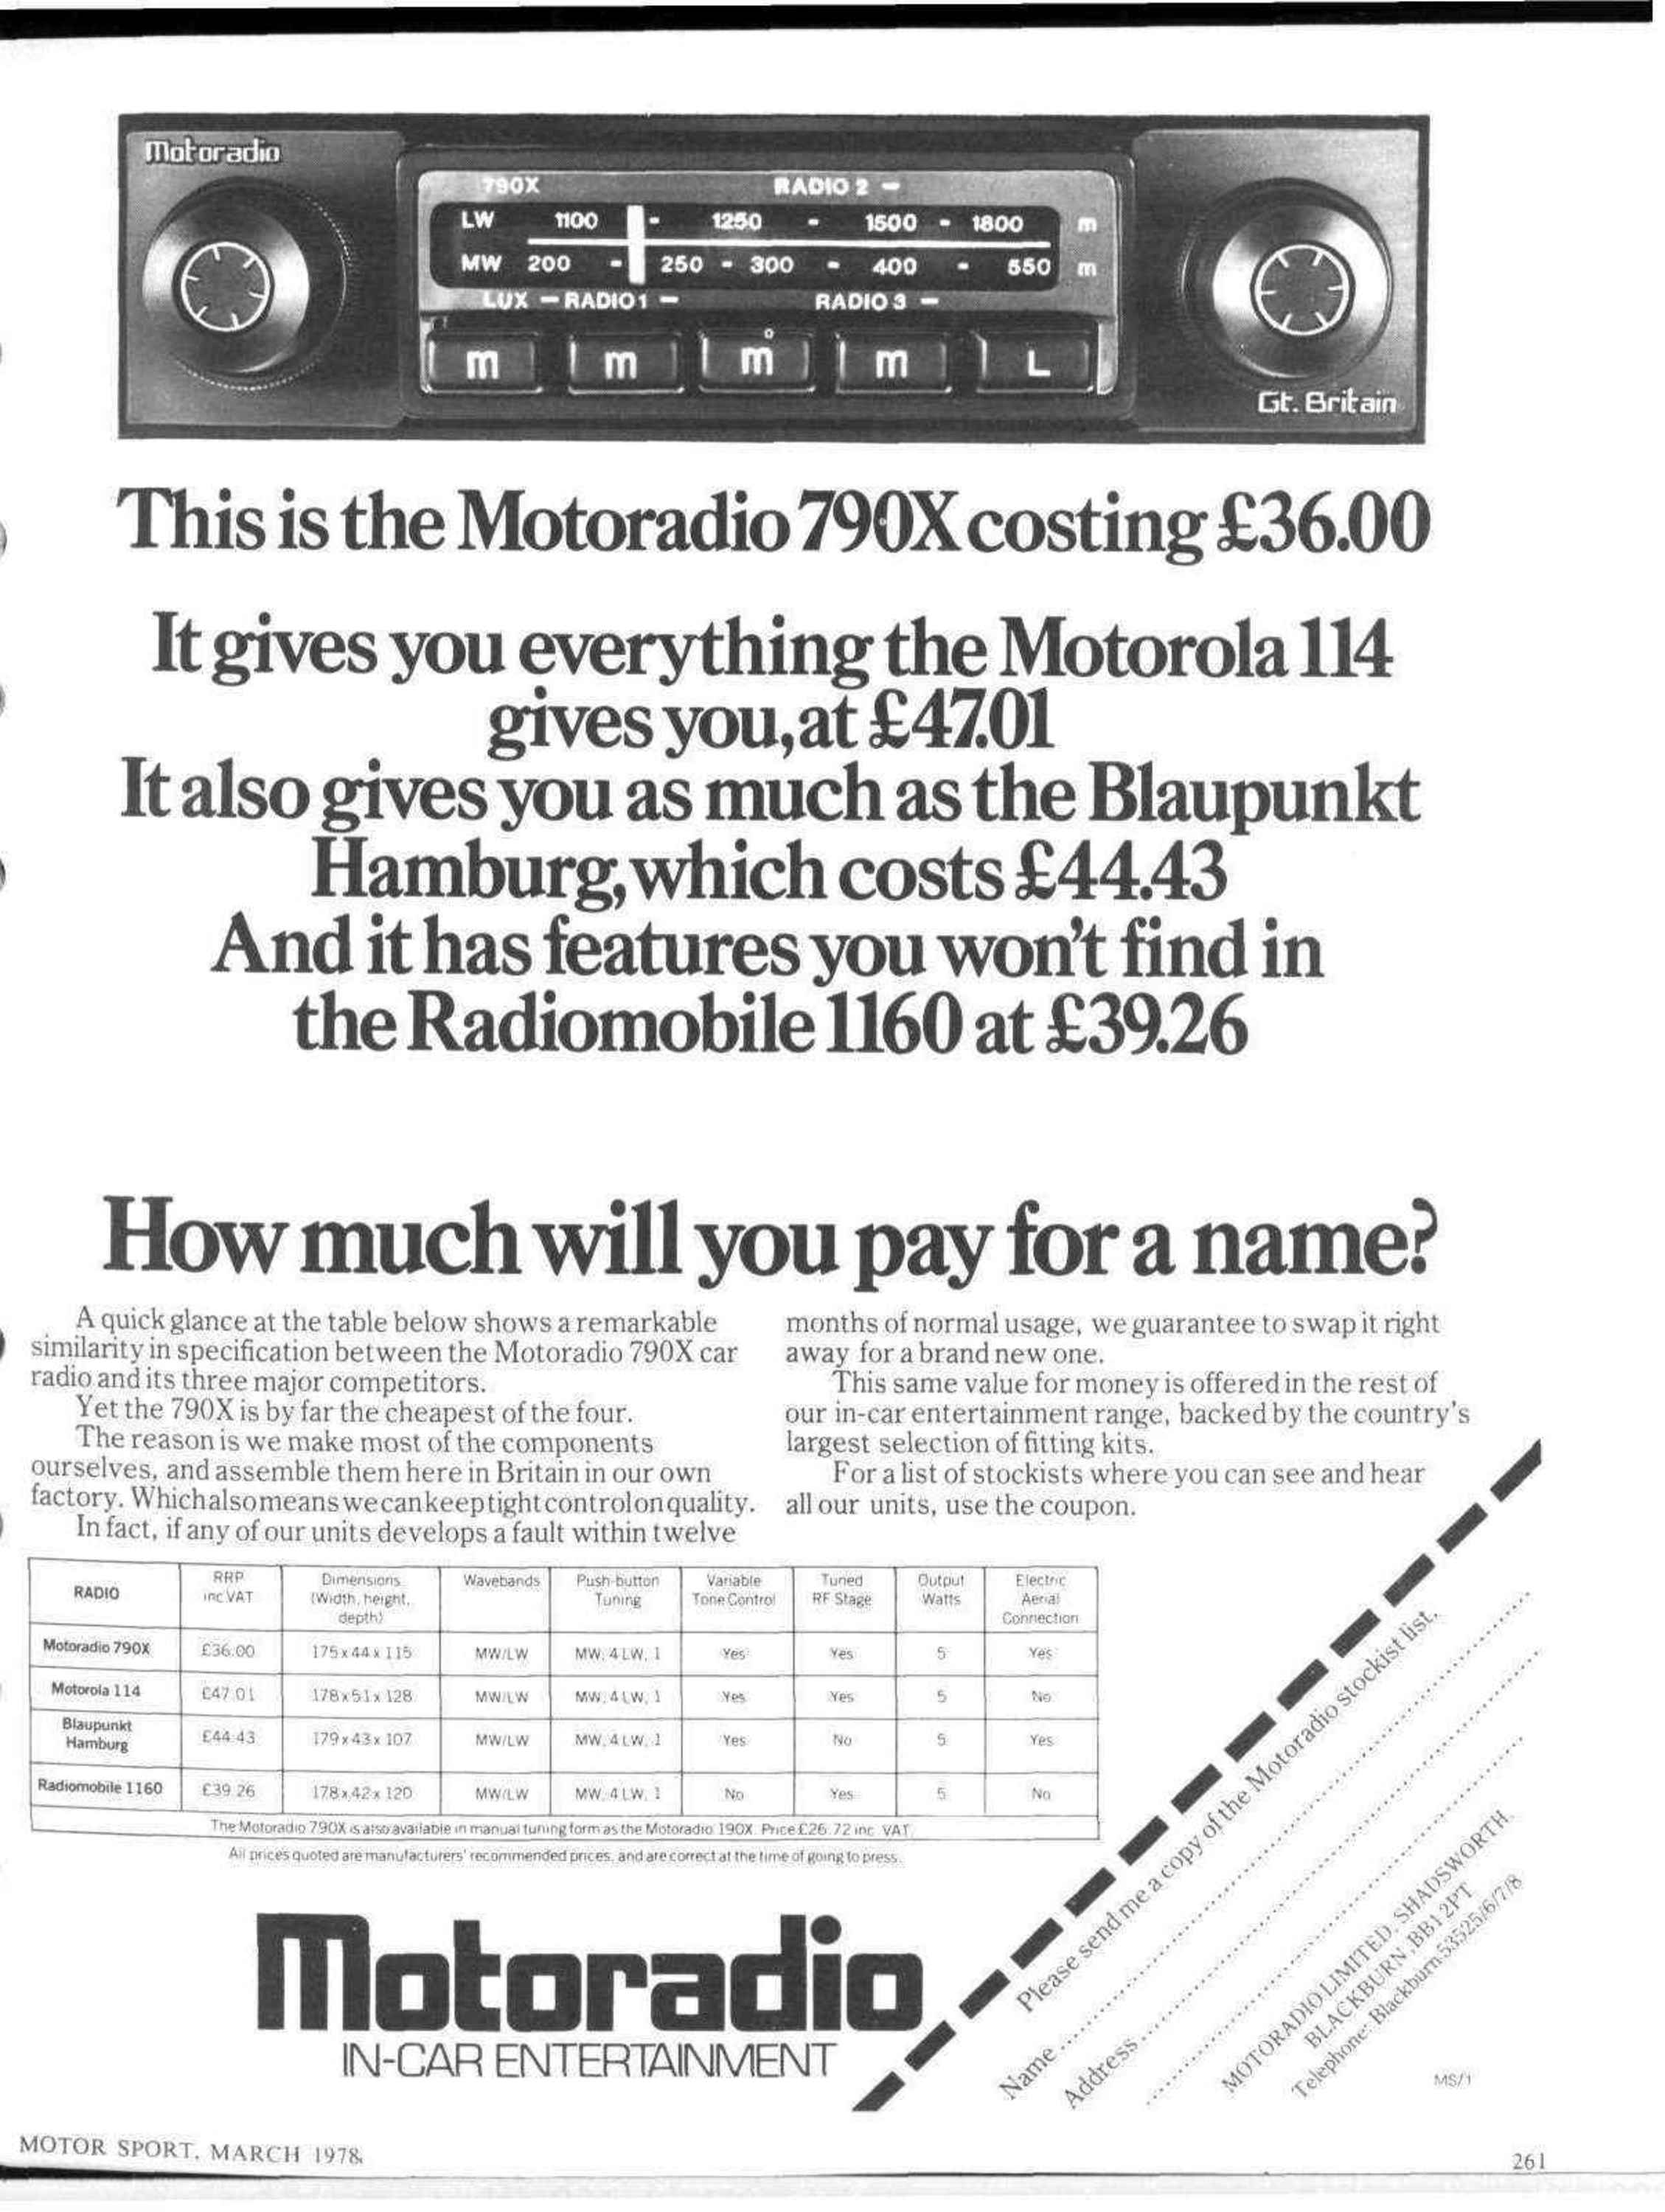 Motoradio
790X RADIO 2 –
LW 1100 - 1250 - 1500 - 1800 m
MW 200 - 250 - 300 - 400 - 550 m
LUX – RADIO 1 – RADIO 3 –
m m m m L
Gt. Britain
This is the Motoradio 790X costing £36.00
It gives you everything the Motorola 114
gives you, at £47.01
It also gives you as much as the Blaupunkt
Hamburg, which costs £44.43
And it has features you won't find in
the Radiomobile 1160 at £39.26
How much will you pay for a name?
A quick glance at the table below shows a remarkable
similarity in specification between the Motoradio 790X car
radio and its three major competitors.
Yet the 790X is by far the cheapest of the four.
The reason is we make most of the components
ourselves, and assemble them here in Britain in our own
factory. Which also means we can keep tight control on quality.
In fact, if any of our units develops a fault within twelve
months of normal usage, we guarantee to swap it right
away for a brand new one.
This same value for money is offered in the rest of
our in-car entertainment range, backed by the country's
largest selection of fitting kits.
For a list of stockists where you can see and hear
all our units, use the coupon.
RADIO RRP inc VAT Dimensions (Width, height, depth) Wavebands Push-button Tuning Variable Tone Control Tuned RF Stage Output Watts Electric Aerial Connection
Motoradio 790X £36.00 175 x 44 x 115 MW/LW MW, 4 LW, 1 Yes Yes 5 Yes
Motorola 114 £47.01 178 x 51 x 128 MW/LW MW, 4 LW, 1 Yes Yes 5 No
Blaupunkt Hamburg £44.43 179 x 43 x 107 MW/LW MW, 4 LW, 1 Yes No 5 Yes
Radiomobile 1160 £39.26 178 x 42 x 120 MW/LW MW, 4 LW, 1 No Yes 5 No
The Motoradio 790X is also available in manual tuning form as the Motoradio 190X. Price £26.72 inc. VAT.
All prices quoted are manufacturers' recommended prices, and are correct at the time of going to press.
Motoradio
IN-CAR ENTERTAINMENT
Please send me a copy of the Motoradio stockist list.
Name
Address
MOTORADIO LIMITED, SHADSWORTH,
BLACKBURN, BB1 2PT
Telephone: Blackburn 53525/6/7/8
MS/1
MOTOR SPORT, MARCH 1978
261